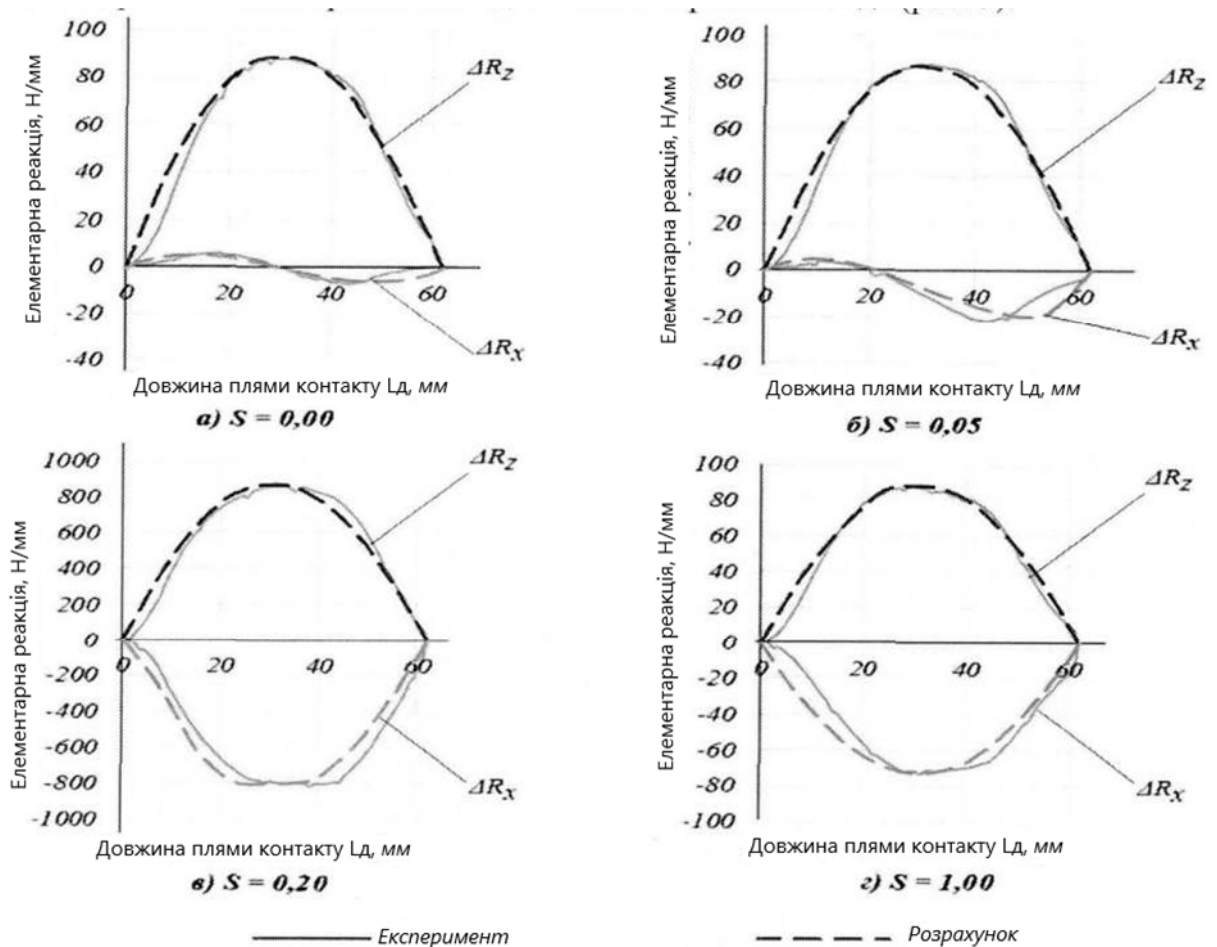 100
80
60
40
20
0
-20
-40
0
20
40
60
Елементарна реакція, Н/мм
ΔRz
ΔRx
Довжина плями контакту Lд, мм
а) S = 0,00
100
80
60
40
20
0
-20
-40
0
20
40
60
Елементарна реакція, Н/мм
ΔRz
ΔRx
Довжина плями контакту Lд, мм
б) S = 0,05
1000
800
600
400
200
0
-200
-400
-600
-800
-1000
0
20
40
60
Елементарна реакція, Н/мм
ΔRz
ΔRx
Довжина плями контакту Lд, мм
в) S = 0,20
100
80
60
40
20
0
-20
-40
-60
-80
-100
0
20
40
60
Елементарна реакція, Н/мм
ΔRz
ΔRx
Довжина плями контакту Lд, мм
г) S = 1,00
Експеримент
Розрахунок